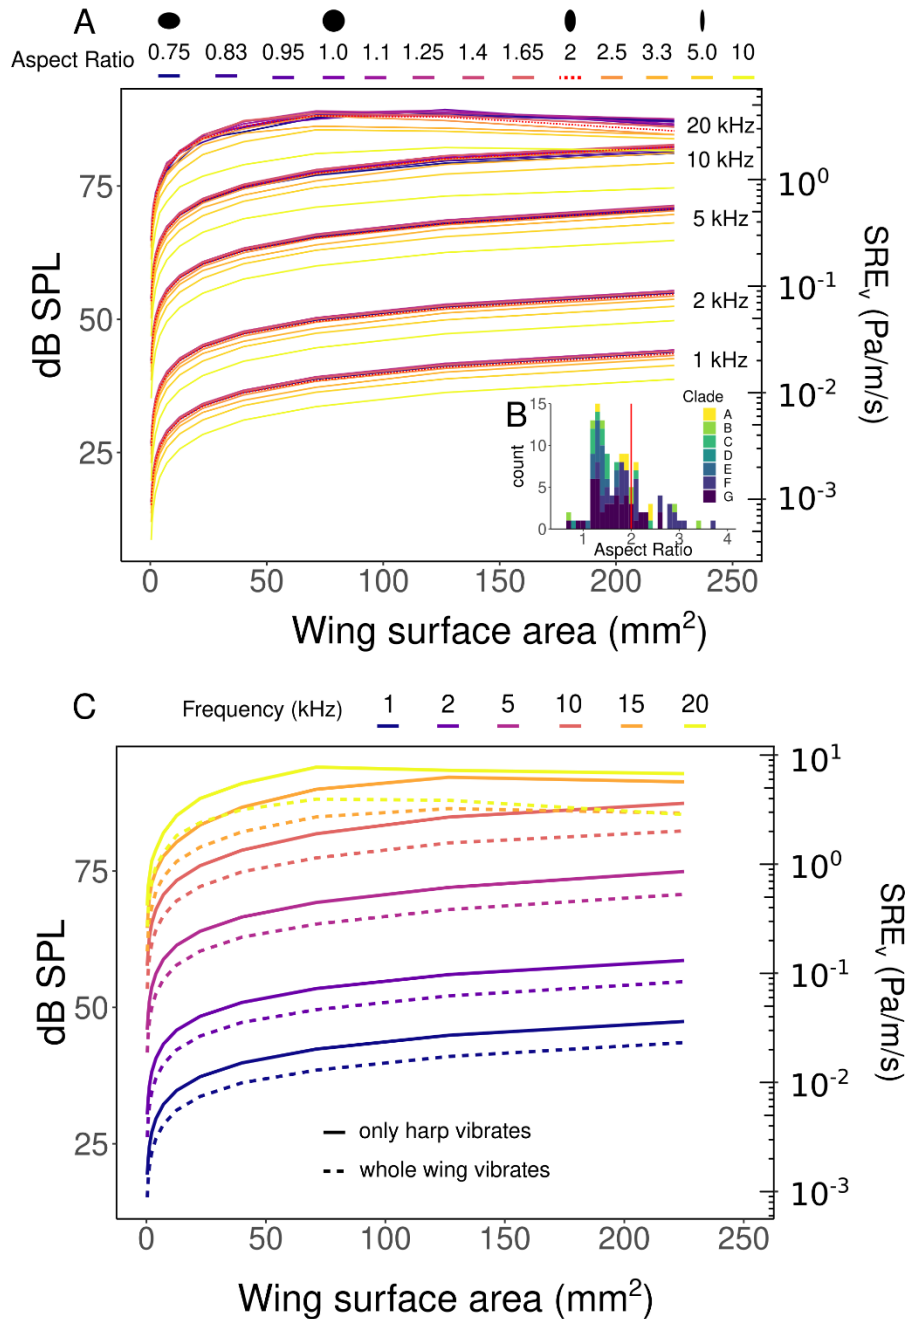 A
Aspect Ratio 0.75 0.83 0.95 1.0 1.1 1.25 1.4 1.65 2 2.5 3.3 5.0 10
20 kHz
10 kHz
5 kHz
2 kHz
1 kHz
75
50
25
dB SPL
10⁰
10⁻¹
10⁻²
10⁻³
SREᵥ (Pa/m/s)
B
15
10
5
0
count
Clade
A
B
C
D
E
F
G
1 2 3 4
Aspect Ratio
0 50 100 150 200 250
Wing surface area (mm²)
C
Frequency (kHz) 1 2 5 10 15 20
75
50
25
dB SPL
10¹
10⁰
10⁻¹
10⁻²
10⁻³
SREᵥ (Pa/m/s)
only harp vibrates
whole wing vibrates
0 50 100 150 200 250
Wing surface area (mm²)